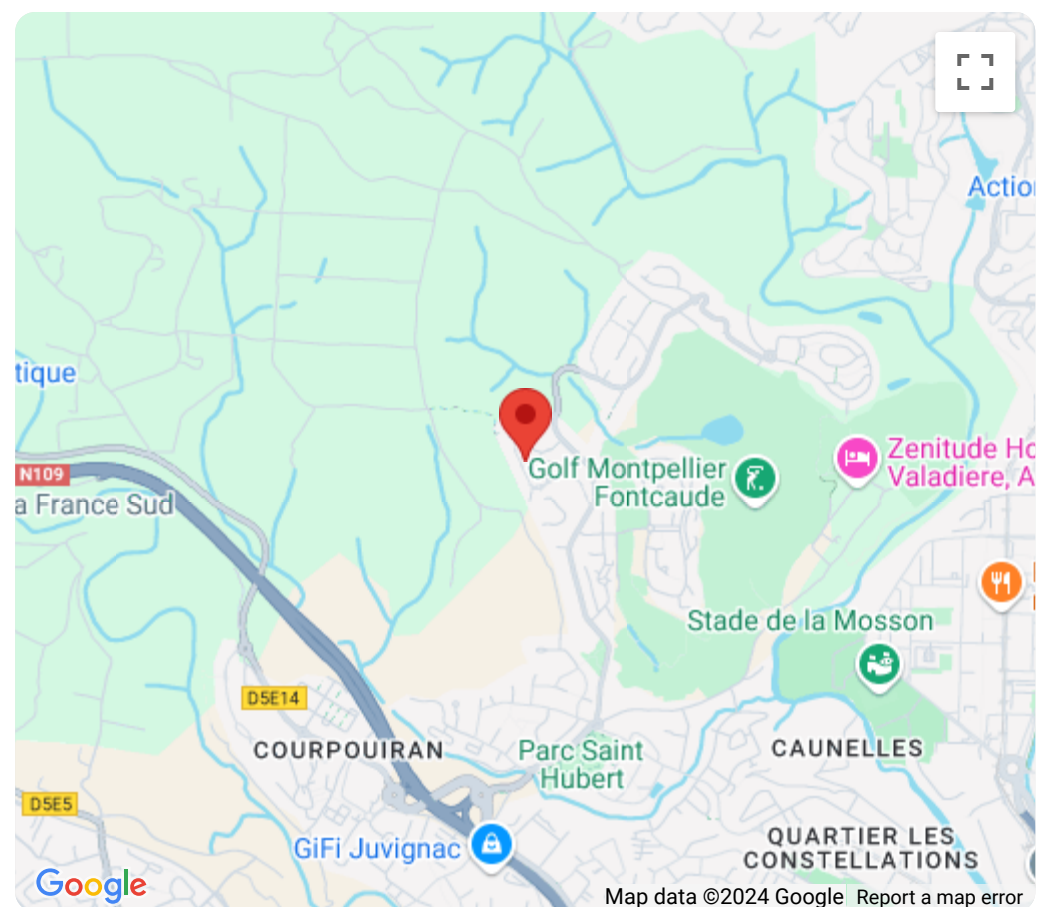 Actio
tique
N109
a France Sud
Zenitude Ho
Valadiere, A
Golf Montpellier
Fontcaude
Stade de la Mosson
D5E14
COURPOUIRAN
Parc Saint
Hubert
CAUNELLES
D5E5
GiFi Juvignac
QUARTIER LES
CONSTELLATIONS
Google
Map data ©2024 Google
Report a map error